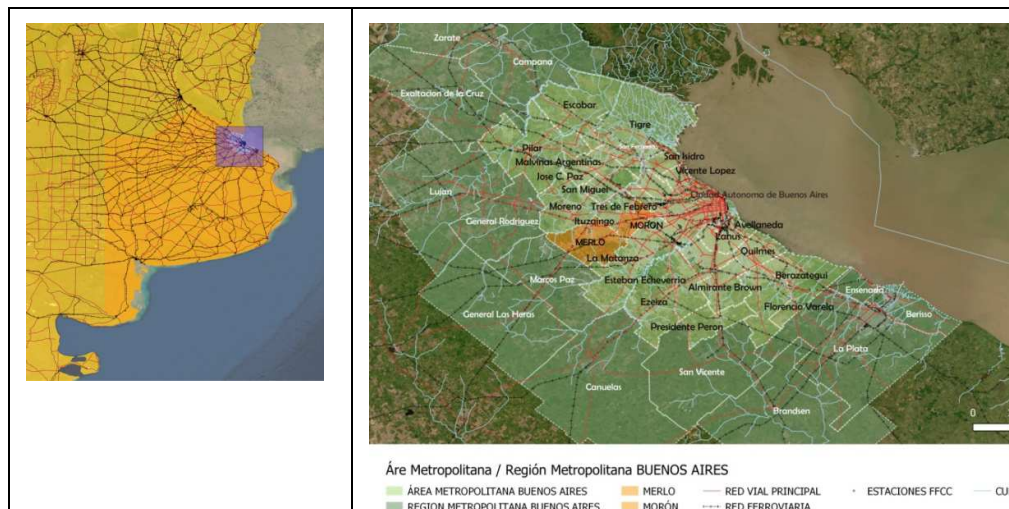 Zarate
Campana
Exaltacion de la Cruz
Escobar
Tigre
Pilar
San Isidro
Malvinas Argentinas
Vicente Lopez
Jose C. Paz
Lujan
San Miguel
Ciudad Autonoma de Buenos Aires
Moreno
Tres de Febrero
General Rodriguez
Ituzaingo
MORON
Avellaneda
Lanus
MERLO
Quilmes
La Matanza
Marcos Paz
Esteban Echeverria
Berazategui
Almirante Brown
Ensenada
Ezeiza
Florencio Varela
General Las Heras
Berisso
Presidente Peron
La Plata
San Vicente
Canuelas
Brandsen
0
Áre Metropolitana / Región Metropolitana BUENOS AIRES
ÁREA METROPOLITANA BUENOS AIRES MERLO RED VIAL PRINCIPAL ESTACIONES FFCC CU
REGION METROPOLITANA BUENOS AIRES MORÓN RED FERROVIARIA